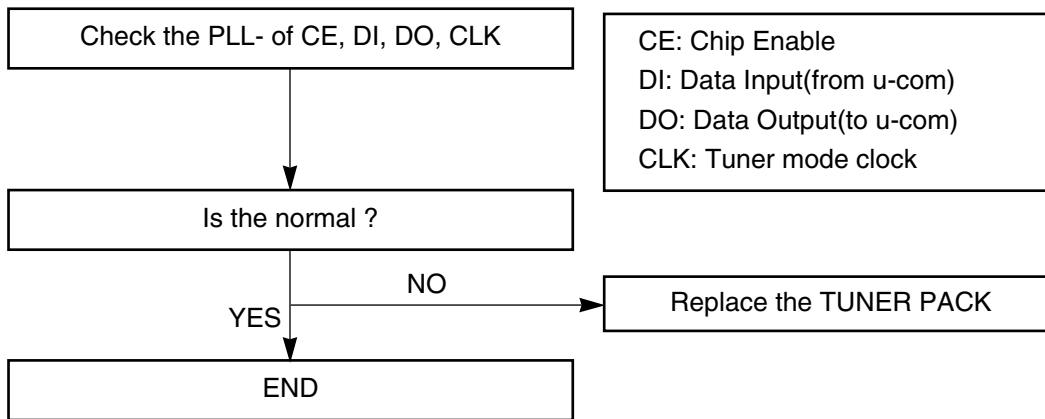 Check the PLL- of CE, DI, DO, CLK
CE: Chip Enable
DI: Data Input(from u-com)
DO: Data Output(to u-com)
CLK: Tuner mode clock
Is the normal ?
NO
YES
Replace the TUNER PACK
END